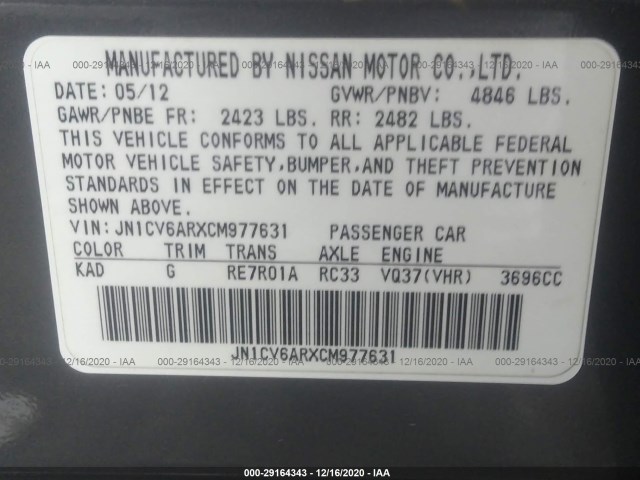 MANUFACTURED BY NISSAN MOTOR CO.,LTD.
DATE: 05/12 GVWR/PNBV: 4846 LBS.
GAWR/PNBE FR: 2423 LBS. RR: 2482 LBS.
THIS VEHICLE CONFORMS TO ALL APPLICABLE FEDERAL
MOTOR VEHICLE SAFETY,BUMPER,AND THEFT PREVENTION
STANDARDS IN EFFECT ON THE DATE OF MANUFACTURE
SHOWN ABOVE.
VIN: JN1CV6ARXCM977631 PASSENGER CAR
COLOR TRIM TRANS AXLE ENGINE
KAD G RE7R01A RC33 VQ37(VHR) 3696CC
JN1CV6ARXCM977631
000-29164343 - 12/16/2020 - IAA